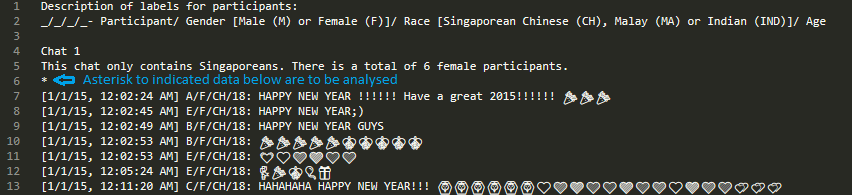 1 Description of labels for participants:
2 _/_/_/_- Participant/ Gender [Male (M) or Female (F)]/ Race [Singaporean Chinese (CH), Malay (MA) or Indian (IND)]/ Age
3
4 Chat 1
5 This chat only contains Singaporeans. There is a total of 6 female participants.
6 * Asterisk to indicated data below are to be analysed
7 [1/1/15, 12:02:24 AM] A/F/CH/18: HAPPY NEW YEAR !!!!!! Have a great 2015!!!!!! 🎉🎉🎉
8 [1/1/15, 12:02:45 AM] E/F/CH/18: HAPPY NEW YEAR;)
9 [1/1/15, 12:02:49 AM] B/F/CH/18: HAPPY NEW YEAR GUYS
10 [1/1/15, 12:02:53 AM] B/F/CH/18:
11 [1/1/15, 12:02:53 AM] E/F/CH/18:
12 [1/1/15, 12:05:24 AM] E/F/CH/18:
13 [1/1/15, 12:11:20 AM] C/F/CH/18: HAHAHAHA HAPPY NEW YEAR!!!